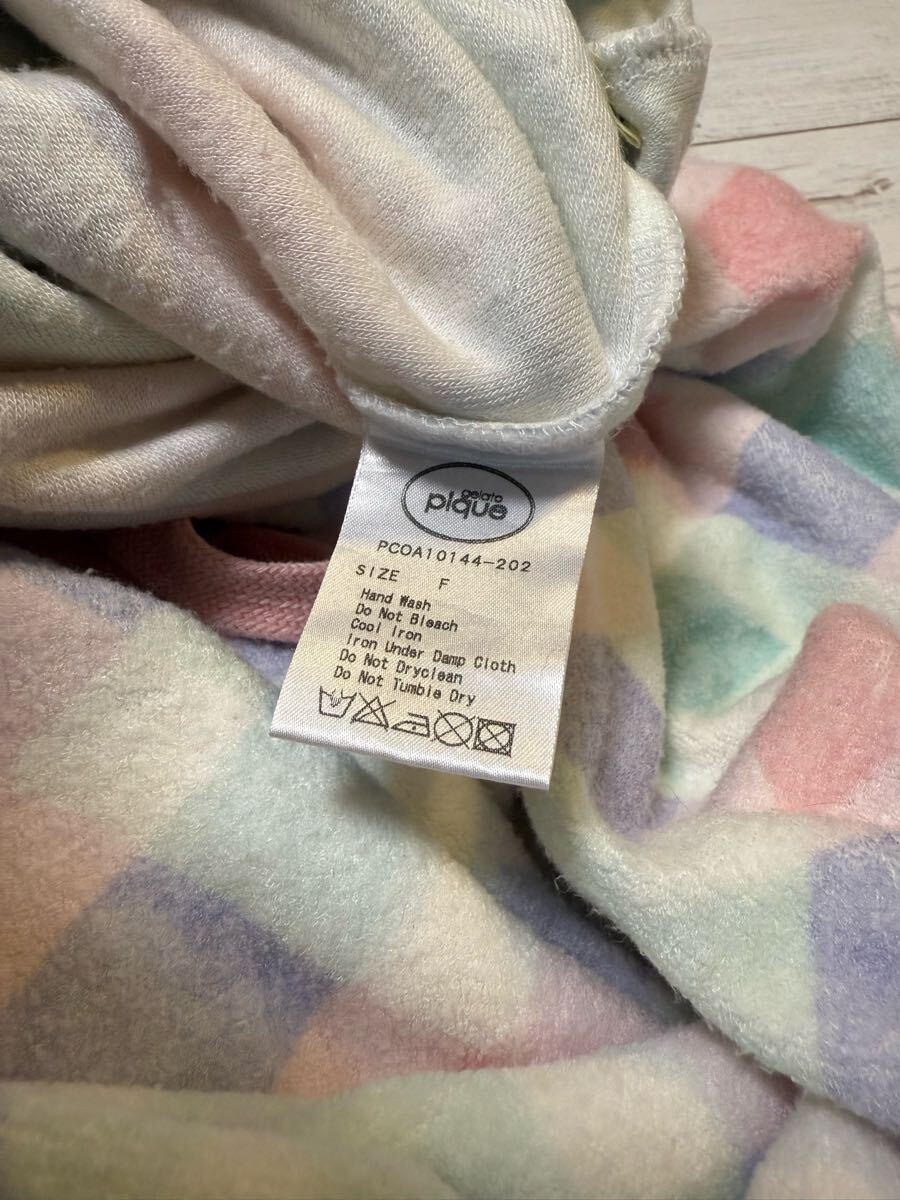 gelato
pique
PCOA10144-202
SIZE F
Hand Wash
Do Not Bleach
Cool Iron
Iron Under Damp Cloth
Do Not Dryclean
Do Not Tumble Dry